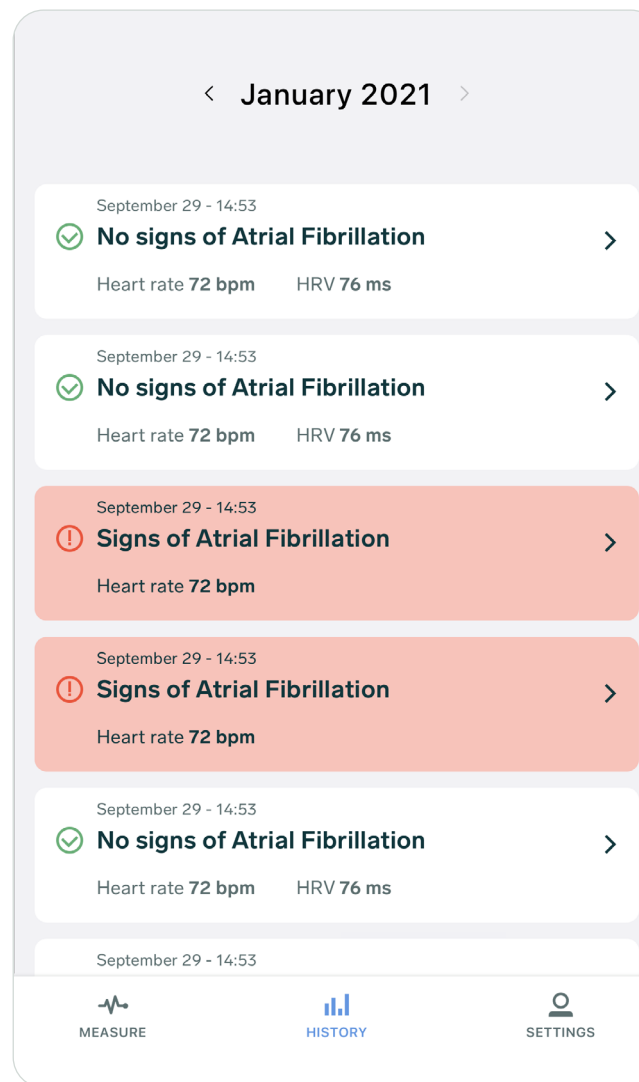 January 2021
September 29 - 14:53
No signs of Atrial Fibrillation
Heart rate 72 bpm HRV 76 ms
September 29 - 14:53
No signs of Atrial Fibrillation
Heart rate 72 bpm HRV 76 ms
September 29 - 14:53
Signs of Atrial Fibrillation
Heart rate 72 bpm
September 29 - 14:53
Signs of Atrial Fibrillation
Heart rate 72 bpm
September 29 - 14:53
No signs of Atrial Fibrillation
Heart rate 72 bpm HRV 76 ms
September 29 - 14:53
MEASURE HISTORY SETTINGS